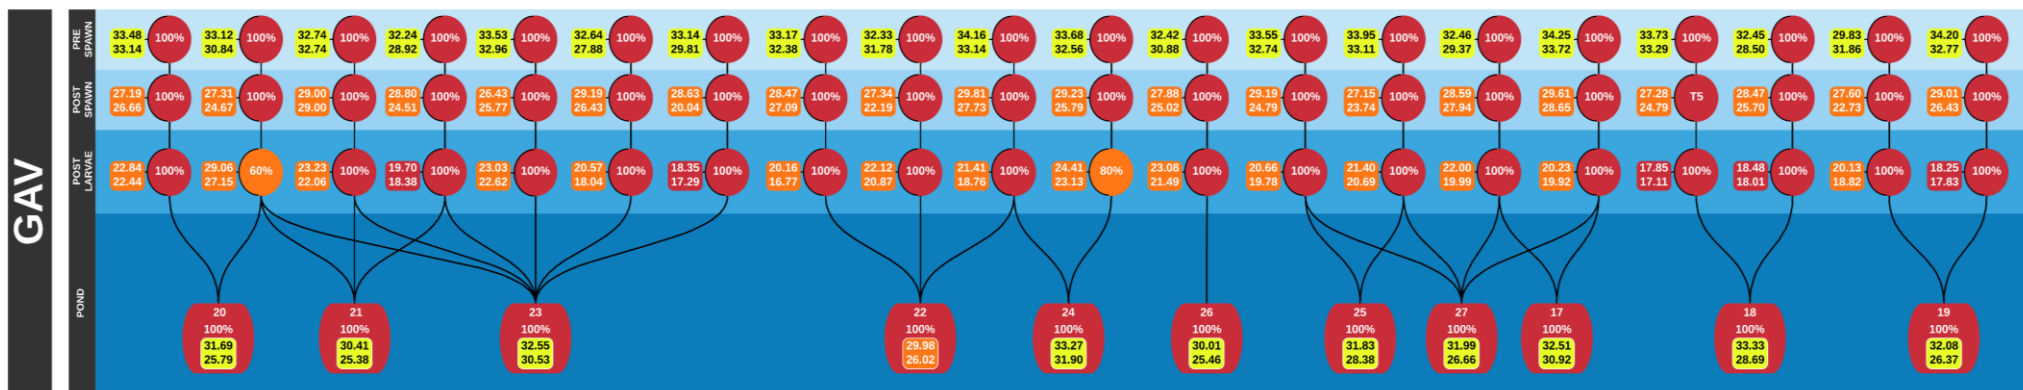 GAV
PRE
SPAWN
33.48 100% 33.12 100% 32.74 100% 32.24 100% 33.53 100% 32.64 100% 33.14 100% 33.17 100% 32.33 100% 34.16 100% 33.68 100% 32.42 100% 33.55 100% 33.95 100% 32.46 100% 34.25 100% 33.73 100% 32.45 100% 29.83 100% 34.20 100%
33.14 30.84 32.74 28.92 32.96 27.88 29.81 32.38 31.78 33.14 32.56 30.88 32.74 33.11 29.37 33.72 33.29 28.50 31.86 32.77
POST
SPAWN
27.19 100% 27.31 100% 29.00 100% 28.80 100% 26.43 100% 29.19 100% 28.63 100% 28.47 100% 27.34 100% 29.81 100% 29.23 100% 27.88 100% 29.19 100% 27.15 100% 28.59 100% 29.61 100% 27.28 T5 28.47 100% 27.60 100% 29.01 100%
26.66 24.67 29.00 24.51 25.77 26.43 20.04 27.09 22.19 27.73 25.79 25.02 24.79 23.74 27.94 28.65 24.79 25.70 22.73 26.43
POST
LARVAE
22.84 100% 29.06 60% 23.23 100% 19.70 100% 23.03 100% 20.57 100% 18.35 100% 20.16 100% 22.12 100% 21.41 100% 24.41 80% 23.08 100% 20.66 100% 21.40 100% 22.00 100% 20.23 100% 17.85 100% 18.48 100% 20.13 100% 18.25 100%
22.44 27.15 22.06 18.38 22.62 18.04 17.29 16.77 20.87 18.76 23.13 21.49 19.78 20.69 19.99 19.92 17.11 18.01 18.82 17.83
POND
20 21 23 22 24 26 25 27 17 18 19
100% 100% 100% 100% 100% 100% 100% 100% 100% 100% 100%
31.69 30.41 32.55 29.98 33.27 30.01 31.83 31.99 32.51 33.33 32.08
25.79 25.38 30.53 26.02 31.90 25.46 28.38 26.66 30.92 28.69 26.37